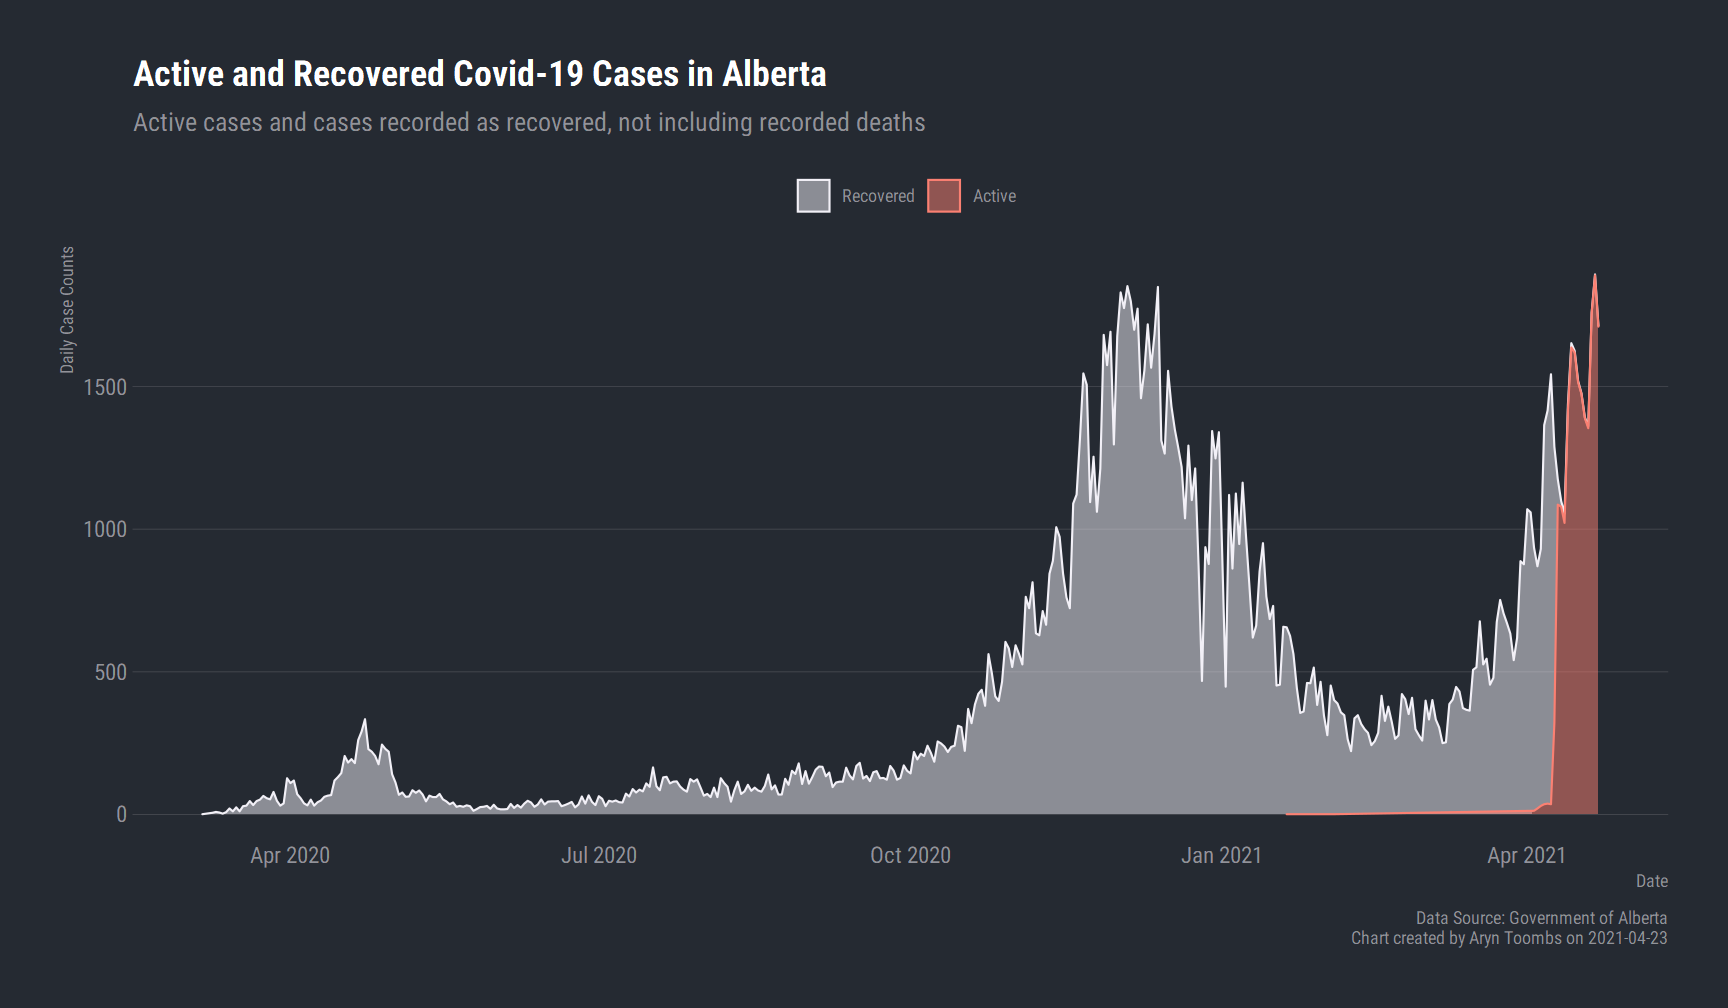 Active and Recovered Covid-19 Cases in Alberta
Active cases and cases recorded as recovered, not including recorded deaths
Recovered
Active
Daily Case Counts
1500
1000
500
0
Apr 2020
Jul 2020
Oct 2020
Jan 2021
Apr 2021
Date
Data Source: Government of Alberta
Chart created by Aryn Toombs on 2021-04-23